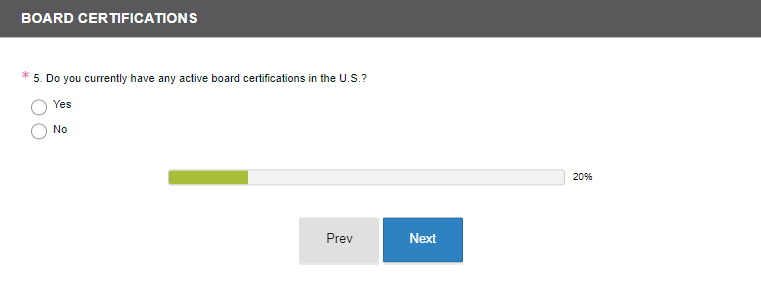 BOARD CERTIFICATIONS
* 5. Do you currently have any active board certifications in the U.S.?
Yes
No
20%
Prev
Next